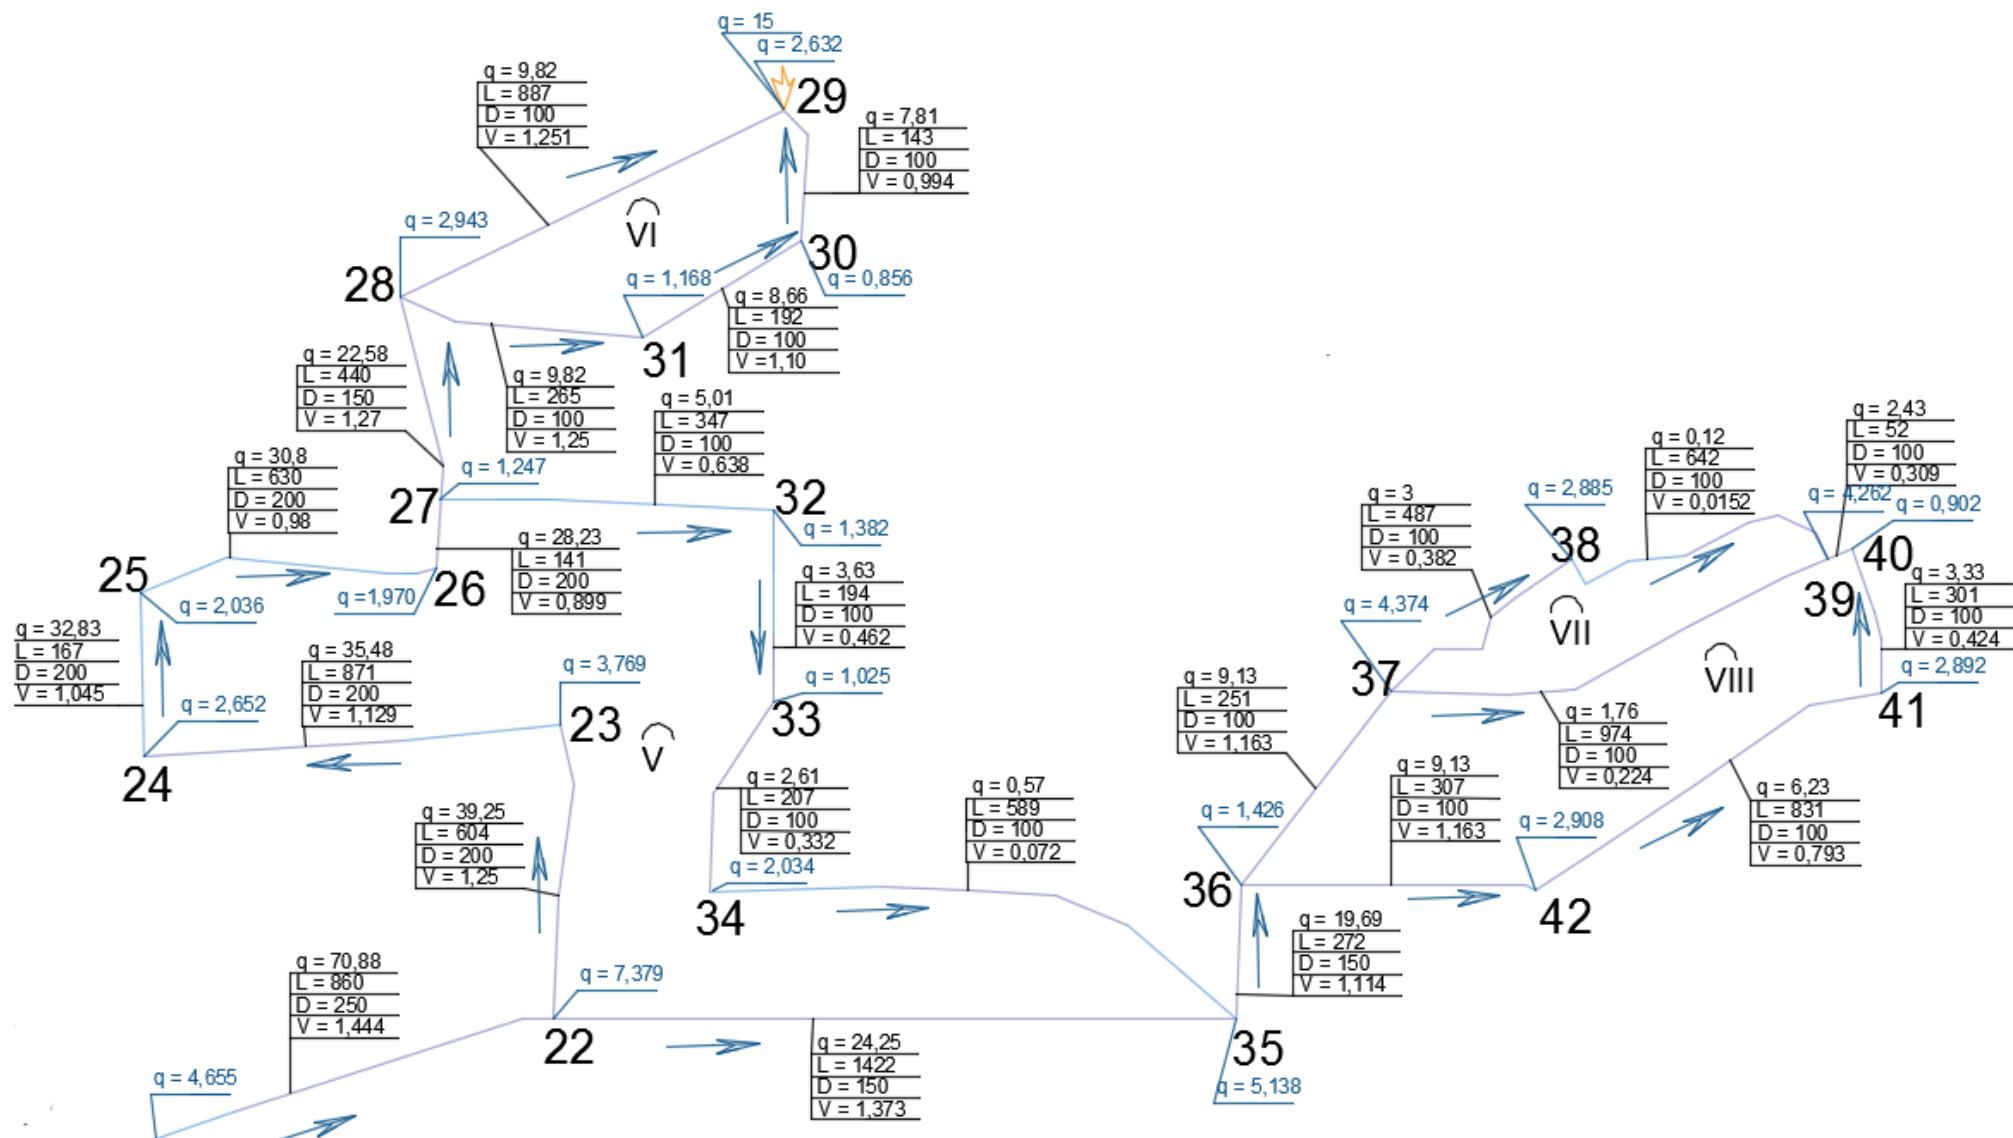 q = 15
q = 2,632
29
q = 9,82
L = 887
D = 100
V = 1,251
q = 7,81
L = 143
D = 100
V = 0,994
VI
q = 2,943
28
30
q = 0,856
q = 1,168
q = 8,66
L = 192
D = 100
V =1,10
31
q = 22,58
L = 440
D = 150
V = 1,27
q = 9,82
L = 265
D = 100
V = 1,25
q = 5,01
L = 347
D = 100
V = 0,638
q = 30,8
L = 630
D = 200
V = 0,98
q = 1,247
27
32
q = 1,382
q = 28,23
L = 141
D = 200
V = 0,899
25
q = 2,036
q =1,970
26
q = 3,63
L = 194
D = 100
V = 0,462
q = 32,83
L = 167
D = 200
V = 1,045
q = 35,48
L = 871
D = 200
V = 1,129
q = 2,652
24
q = 3,769
23
V
q = 1,025
33
q = 2,61
L = 207
D = 100
V = 0,332
q = 2,034
34
q = 0,57
L = 589
D = 100
V = 0,072
q = 39,25
L = 604
D = 200
V = 1,25
q = 70,88
L = 860
D = 250
V = 1,444
q = 7,379
22
q = 4,655
q = 24,25
L = 1422
D = 150
V = 1,373
35
q = 5,138
q = 19,69
L = 272
D = 150
V = 1,114
q = 1,426
36
q = 9,13
L = 251
D = 100
V = 1,163
q = 9,13
L = 307
D = 100
V = 1,163
q = 2,908
42
q = 4,374
37
q = 3
L = 487
D = 100
V = 0,382
q = 2,885
38
q = 0,12
L = 642
D = 100
V = 0,0152
q = 2,43
L = 52
D = 100
V = 0,309
q = 4,262
q = 0,902
40
39
VII
VIII
q = 3,33
L = 301
D = 100
V = 0,424
q = 2,892
41
q = 1,76
L = 974
D = 100
V = 0,224
q = 6,23
L = 831
D = 100
V = 0,793